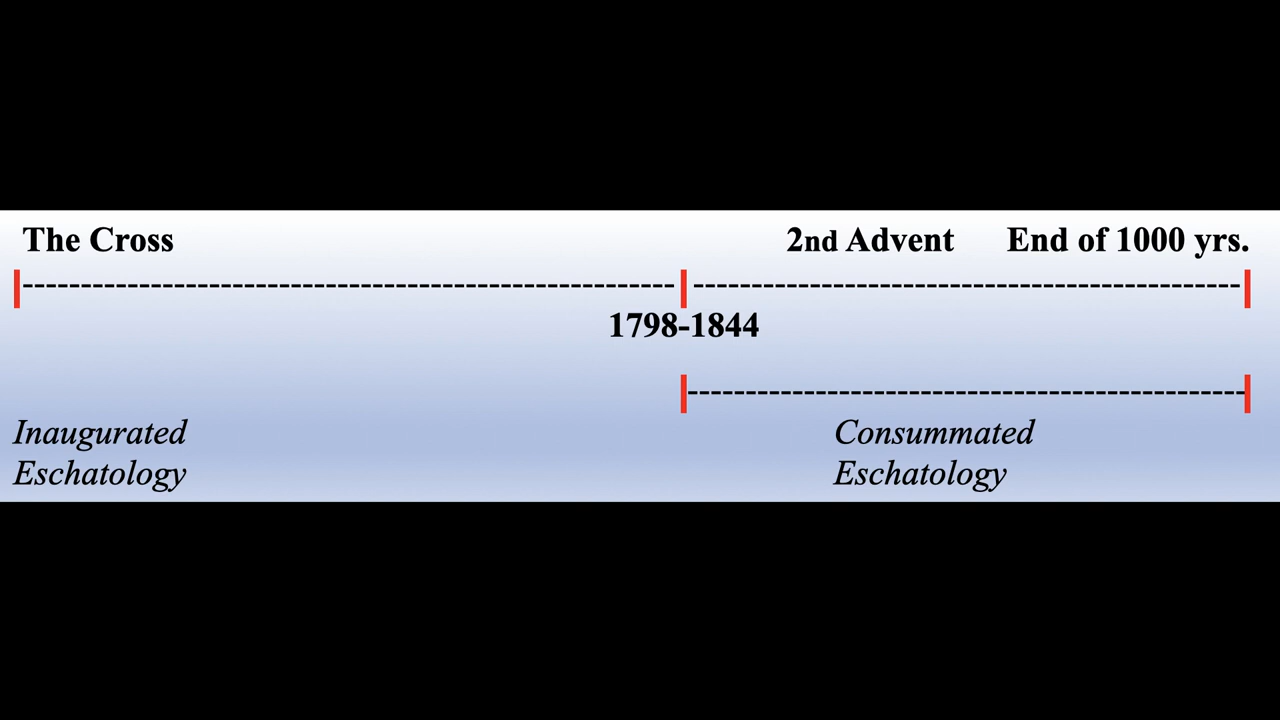 The Cross 2nd Advent End of 1000 yrs.
1798-1844
Inaugurated Consummated
Eschatology Eschatology